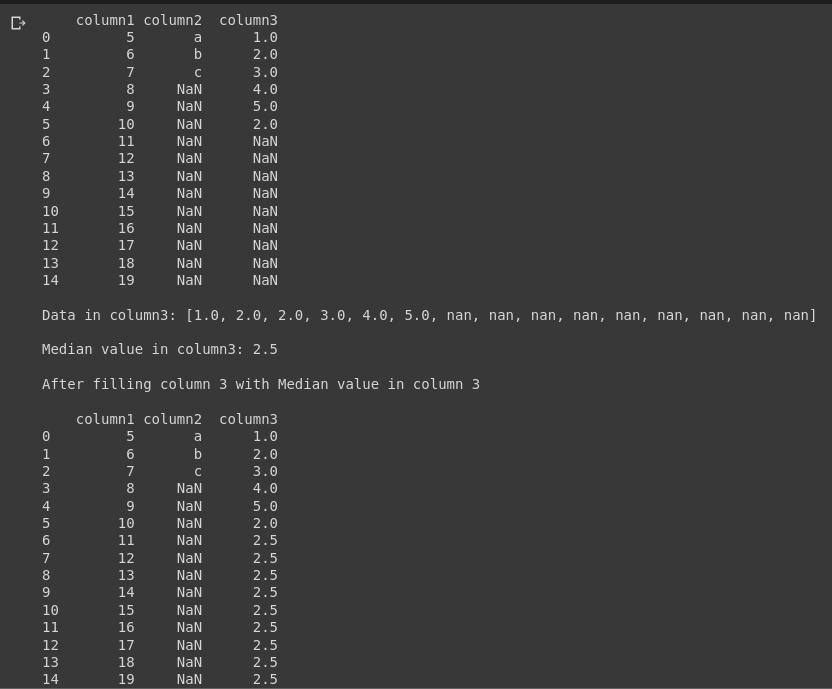 column1 column2  column3
0         5       a      1.0
1         6       b      2.0
2         7       c      3.0
3         8     NaN      4.0
4         9     NaN      5.0
5        10     NaN      2.0
6        11     NaN      NaN
7        12     NaN      NaN
8        13     NaN      NaN
9        14     NaN      NaN
10       15     NaN      NaN
11       16     NaN      NaN
12       17     NaN      NaN
13       18     NaN      NaN
14       19     NaN      NaN
Data in column3: [1.0, 2.0, 2.0, 3.0, 4.0, 5.0, nan, nan, nan, nan, nan, nan, nan, nan, nan]
Median value in column3: 2.5
After filling column 3 with Median value in column 3
    column1 column2  column3
0         5       a      1.0
1         6       b      2.0
2         7       c      3.0
3         8     NaN      4.0
4         9     NaN      5.0
5        10     NaN      2.0
6        11     NaN      2.5
7        12     NaN      2.5
8        13     NaN      2.5
9        14     NaN      2.5
10       15     NaN      2.5
11       16     NaN      2.5
12       17     NaN      2.5
13       18     NaN      2.5
14       19     NaN      2.5